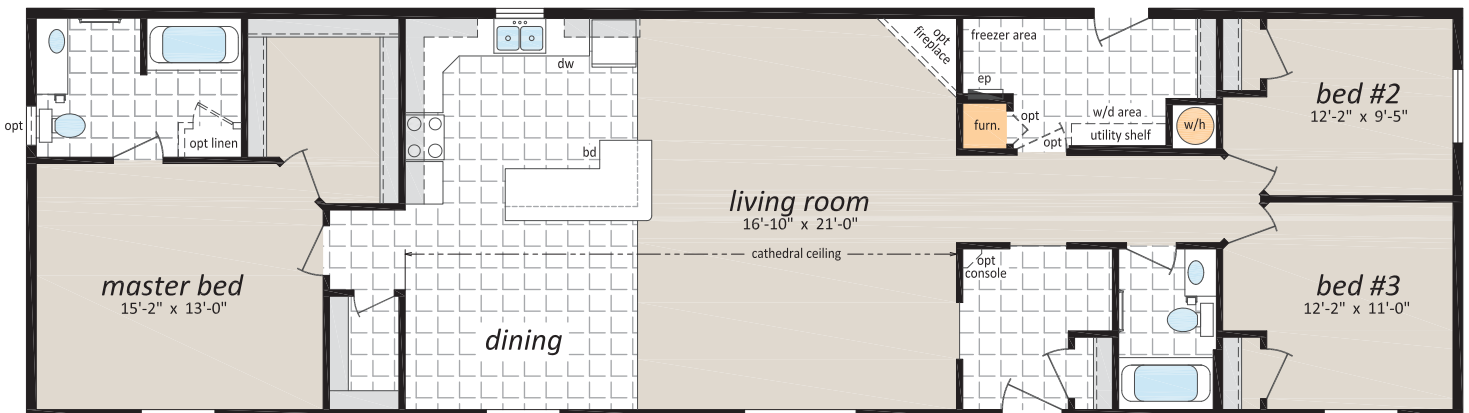 opt
opt linen
master bed
15'-2" x 13'-0"
dw
bd
dining
living room
16'-10" x 21'-0"
cathedral ceiling
opt
fireplace
freezer area
ep
furn.
opt
opt
w/d area
utility shelf
w/h
opt
console
bed #2
12'-2" x 9'-5"
bed #3
12'-2" x 11'-0"